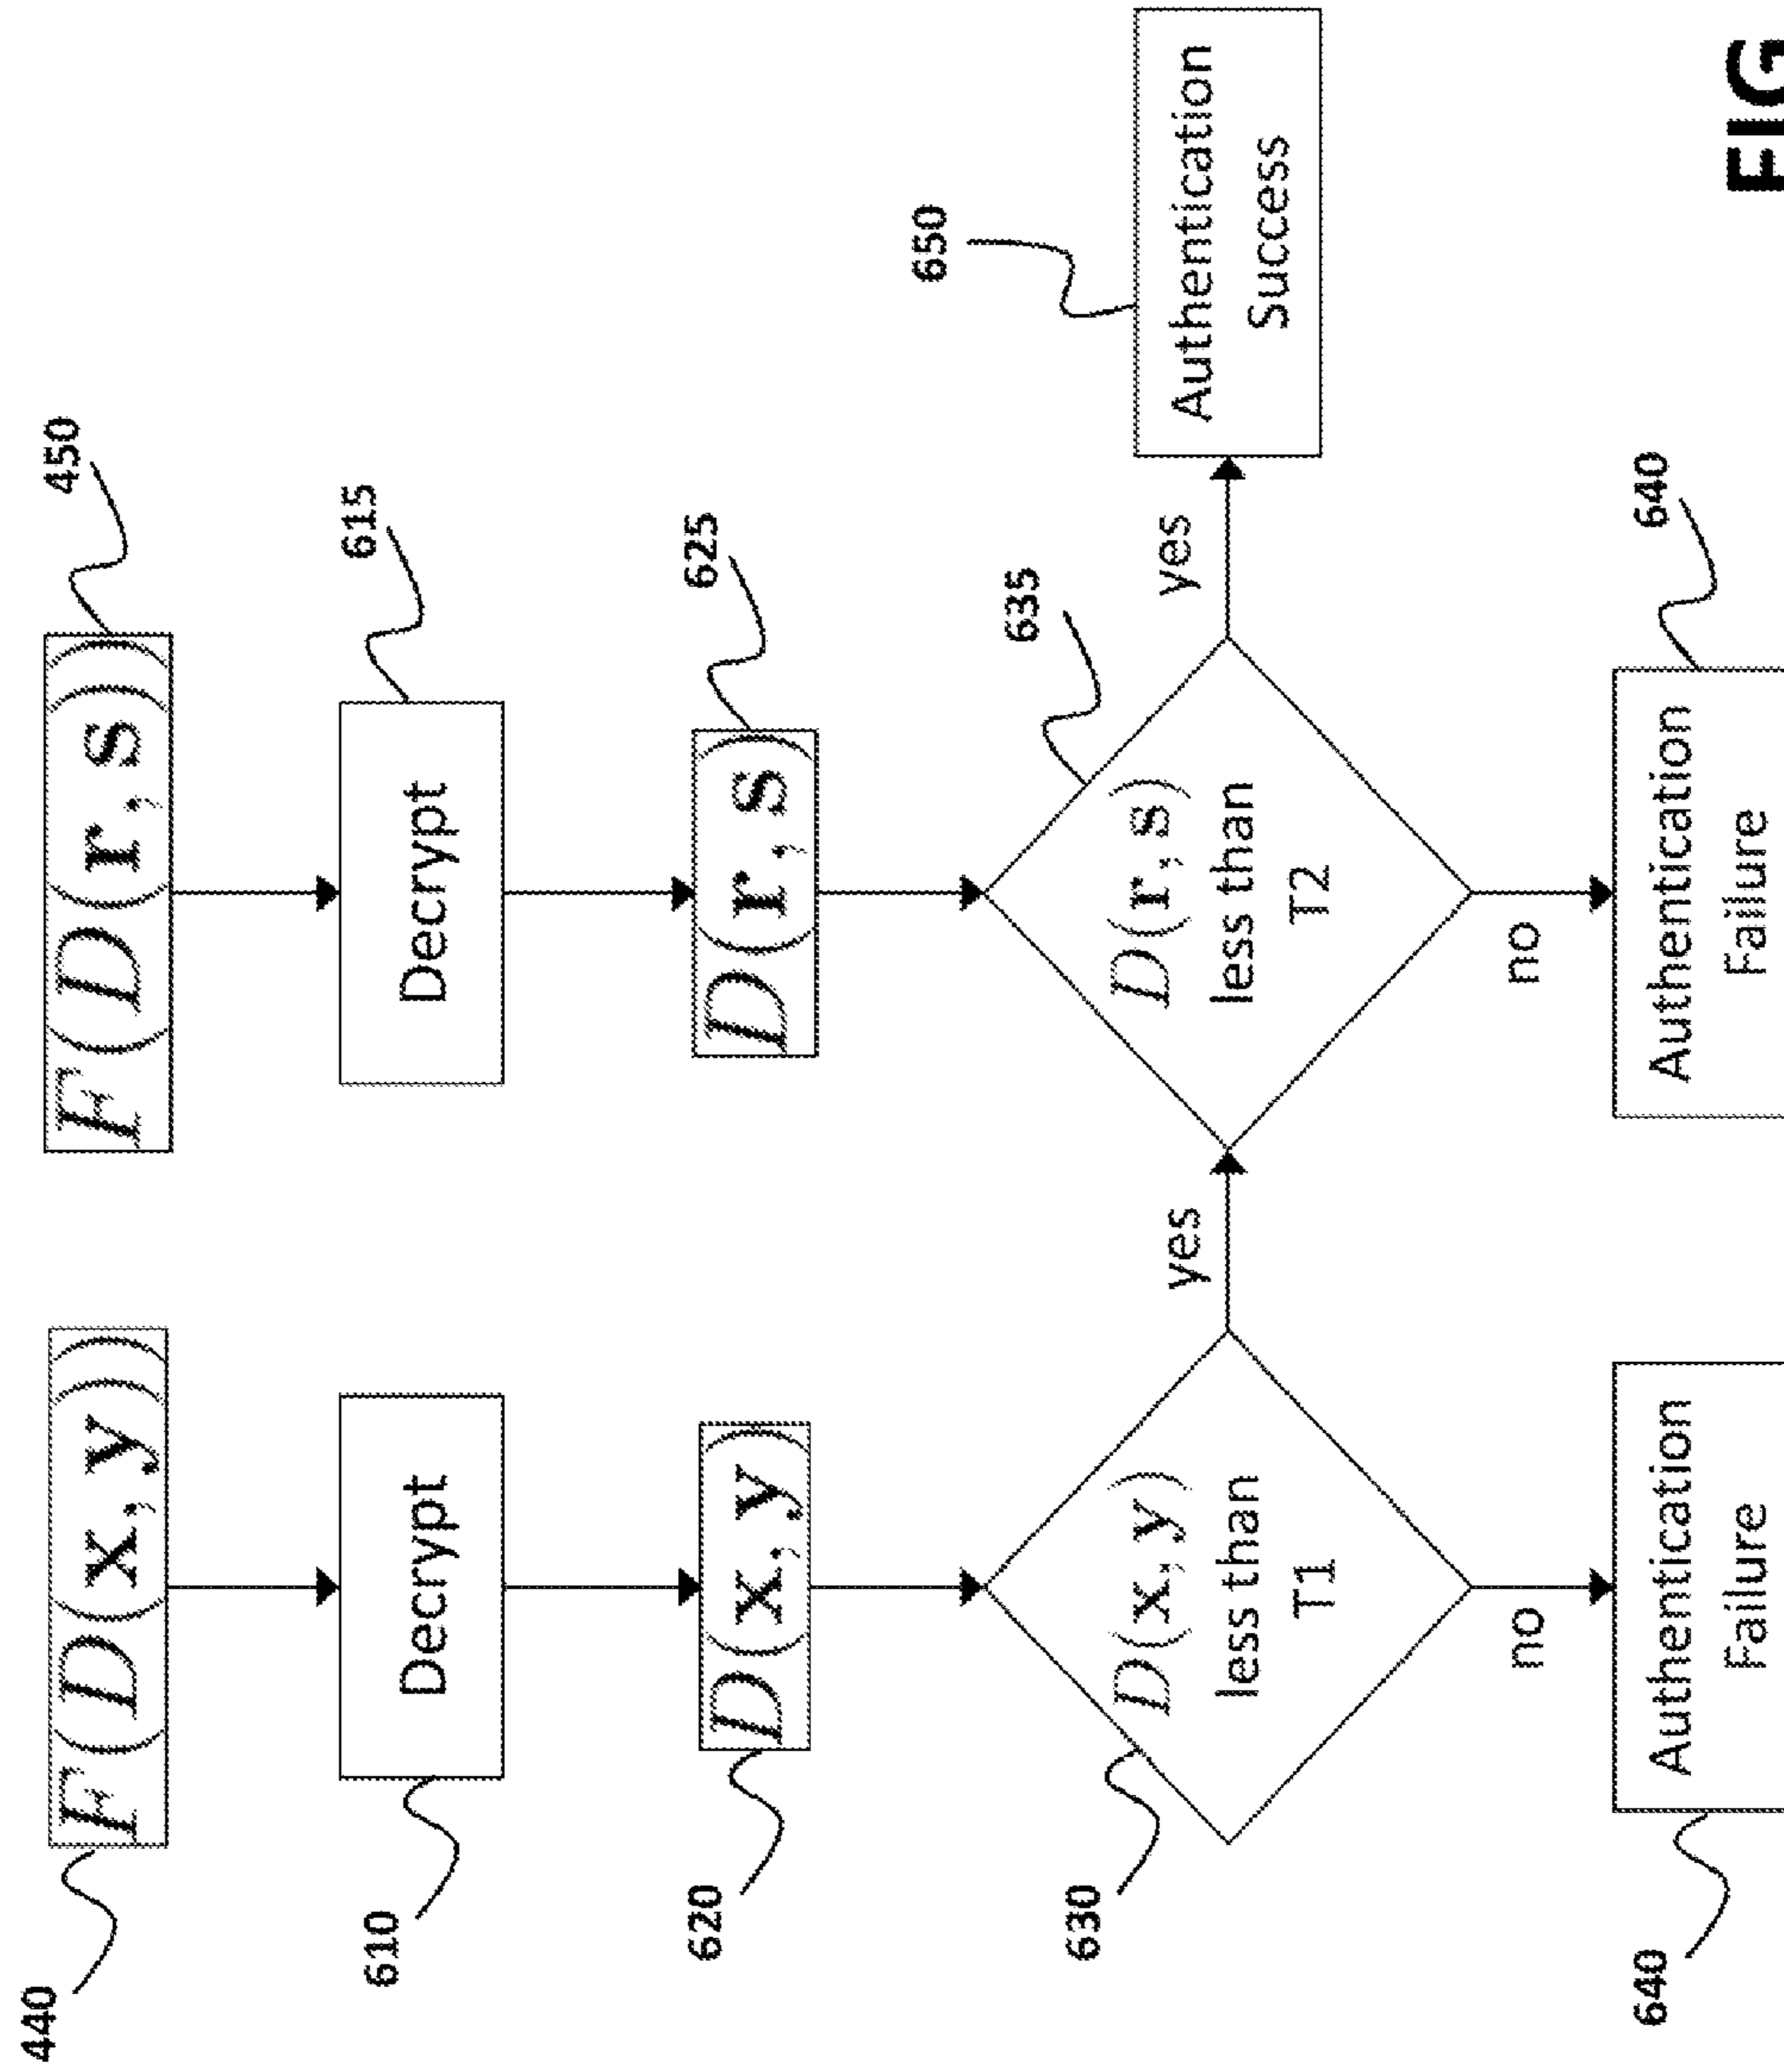 440
F(D(x, y))
F(D(r, s))
450
610
Decrypt
Decrypt
615
620
D(x, y)
D(r, s)
625
630
D(x, y)
less than
T1
yes
D(r, s)
less than
T2
635
yes
650
Authentication
Success
no
no
640
Authentication
Failure
Authentication
Failure
640
FIG